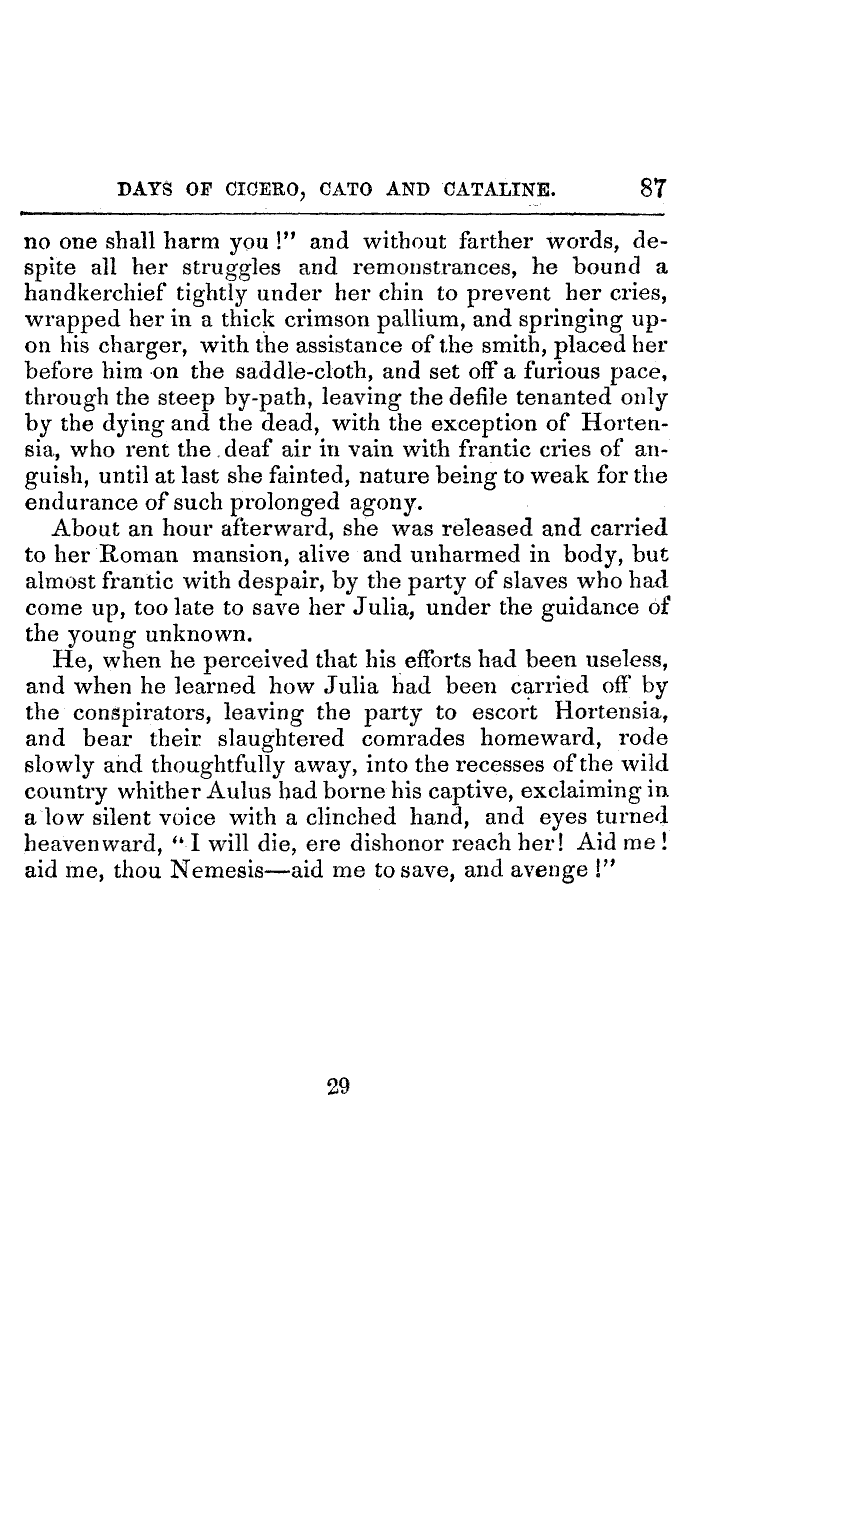 DAYS OF CICERO, CATO AND CATALINE. 87
no one shall harm you!" and without farther words, de-
spite all her struggles and remonstrances, he bound a
handkerchief tightly under her chin to prevent her cries,
wrapped her in a thick crimson pallium, and springing up-
on his charger, with the assistance of the smith, placed her
before him on the saddle-cloth, and set off a furious pace,
through the steep by-path, leaving the defile tenanted only
by the dying and the dead, with the exception of Horten-
sia, who rent the deaf air in vain with frantic cries of an-
guish, until at last she fainted, nature being to weak for the
endurance of such prolonged agony.
About an hour afterward, she was released and carried
to her Roman mansion, alive and unharmed in body, but
almost frantic with despair, by the party of slaves who had
come up, too late to save her Julia, under the guidance of
the young unknown.
He, when he perceived that his efforts had been useless,
and when he learned how Julia had been carried off by
the conspirators, leaving the party to escort Hortensia,
and bear their slaughtered comrades homeward, rode
slowly and thoughtfully away, into the recesses of the wild
country whither Aulus had borne his captive, exclaiming in
a low silent voice with a clinched hand, and eyes turned
heavenward, "I will die, ere dishonor reach her! Aid me!
aid me, thou Nemesis—aid me to save, and avenge!"
29